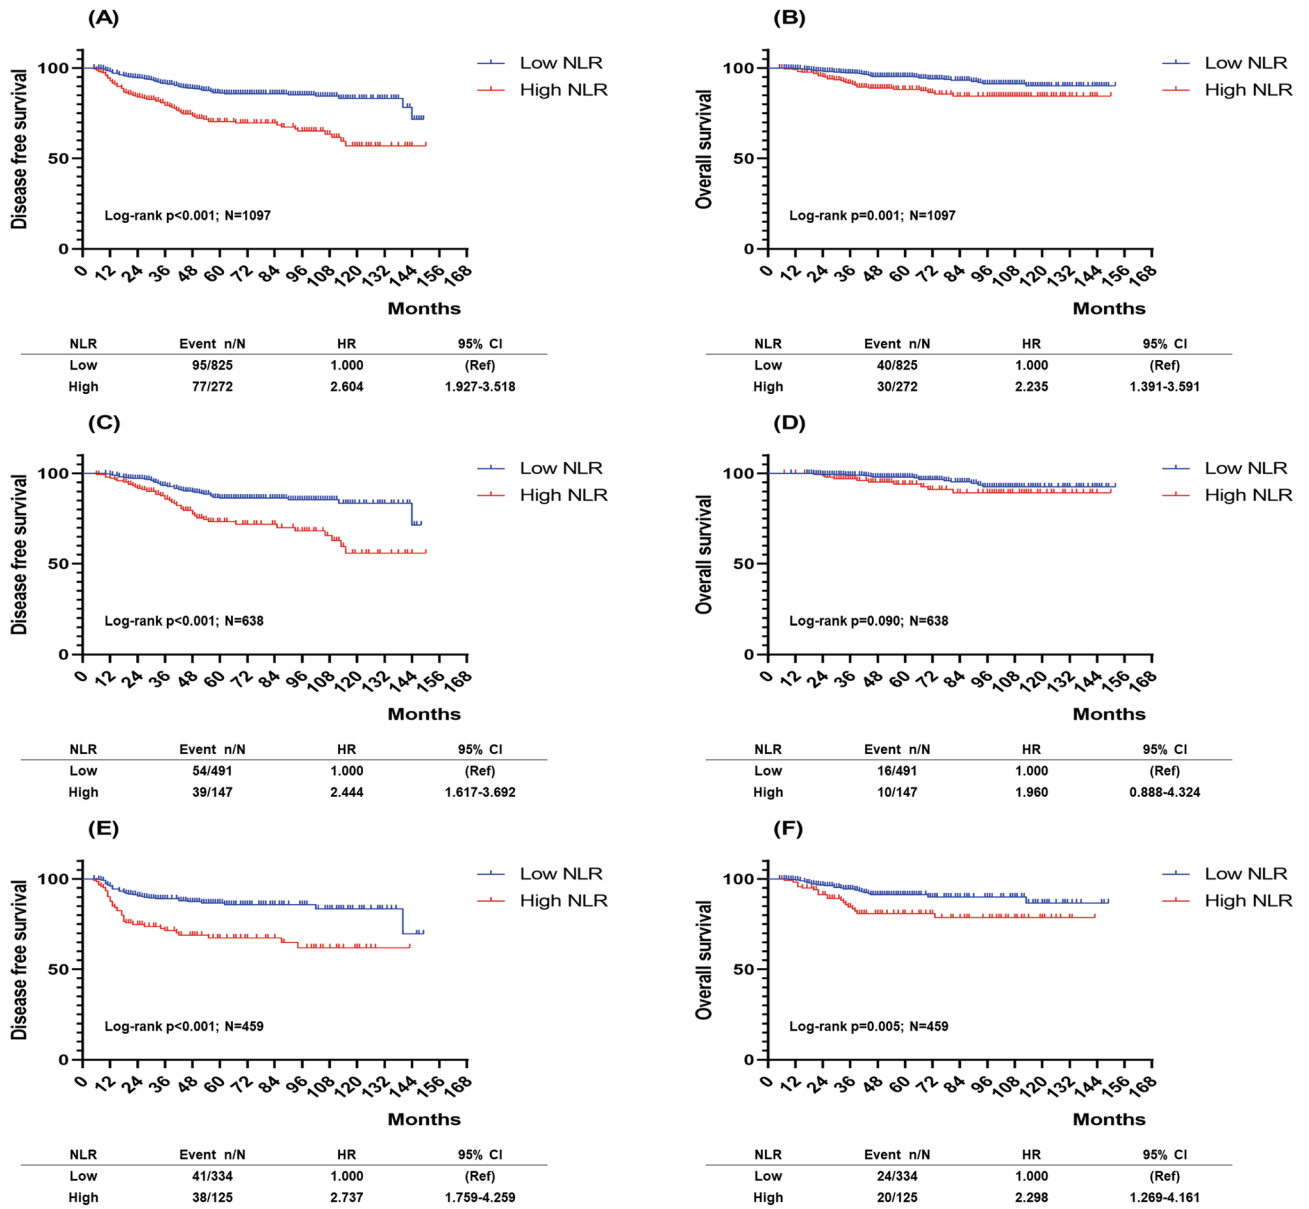 (A)
Disease free survival
100
50
0
Low NLR
High NLR
Log-rank p<0.001; N=1097
0 12 24 36 48 60 72 84 96 108 120 132 144 156 168
Months
NLR Event n/N HR 95% CI
Low 95/825 1.000 (Ref)
High 77/272 2.604 1.927-3.518
(B)
Overall survival
100
50
0
Low NLR
High NLR
Log-rank p=0.001; N=1097
0 12 24 36 48 60 72 84 96 108 120 132 144 156 168
Months
NLR Event n/N HR 95% CI
Low 40/825 1.000 (Ref)
High 30/272 2.235 1.391-3.591
(C)
Disease free survival
100
50
0
Low NLR
High NLR
Log-rank p<0.001; N=638
0 12 24 36 48 60 72 84 96 108 120 132 144 156 168
Months
NLR Event n/N HR 95% CI
Low 54/491 1.000 (Ref)
High 39/147 2.444 1.617-3.692
(D)
Overall survival
100
50
0
Low NLR
High NLR
Log-rank p=0.090; N=638
0 12 24 36 48 60 72 84 96 108 120 132 144 156 168
Months
NLR Event n/N HR 95% CI
Low 16/491 1.000 (Ref)
High 10/147 1.960 0.888-4.324
(E)
Disease free survival
100
50
0
Low NLR
High NLR
Log-rank p<0.001; N=459
0 12 24 36 48 60 72 84 96 108 120 132 144 156 168
Months
NLR Event n/N HR 95% CI
Low 41/334 1.000 (Ref)
High 38/125 2.737 1.759-4.259
(F)
Overall survival
100
50
0
Low NLR
High NLR
Log-rank p=0.005; N=459
0 12 24 36 48 60 72 84 96 108 120 132 144 156 168
Months
NLR Event n/N HR 95% CI
Low 24/334 1.000 (Ref)
High 20/125 2.298 1.269-4.161